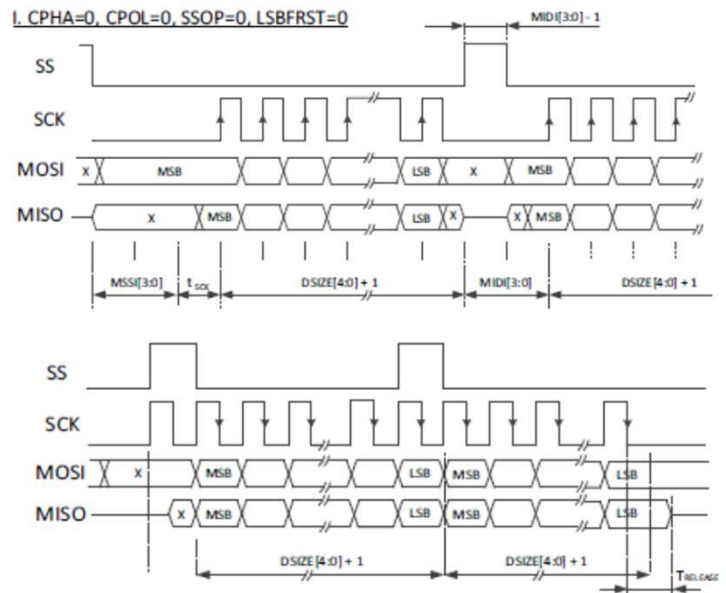 I. CPHA=0, CPOL=0, SSOP=0, LSBFRST=0
MIDI[3:0] - 1
SS
SCK
MOSI X MSB LSB X MSB
MISO X MSB LSB X X MSB
MSSI[3:0] t SCK DSIZE[4:0] + 1 MIDI[3:0] DSIZE[4:0] + 1
SS
SCK
MOSI X MSB LSB MSB LSB
MISO X MSB LSB MSB LSB
DSIZE[4:0] + 1 DSIZE[4:0] + 1
TRELEASE